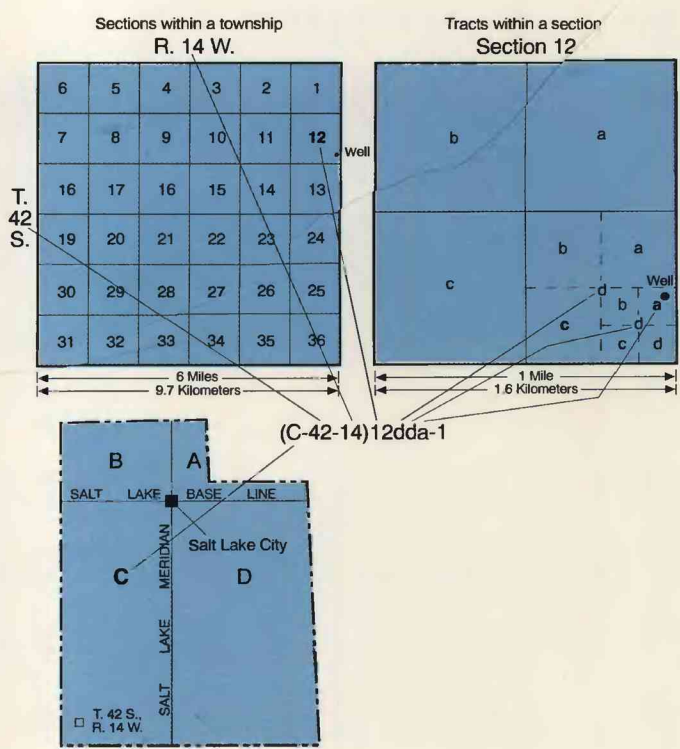 Sections within a township
R. 14 W.
Tracts within a section
Section 12
6 5 4 3 2 1
7 8 9 10 11 12
Well
16 17 16 15 14 13
T.
42
S.
19 20 21 22 23 24
30 29 28 27 26 25
31 32 33 34 35 36
6 Miles
9.7 Kilometers
b a
c
b a
Well
d b a
c d
c d
1 Mile
1.6 Kilometers
(C-42-14)12dda-1
B A
SALT LAKE BASE LINE
Salt Lake City
C D
SALT LAKE MERIDIAN
T. 42 S.,
R. 14 W.